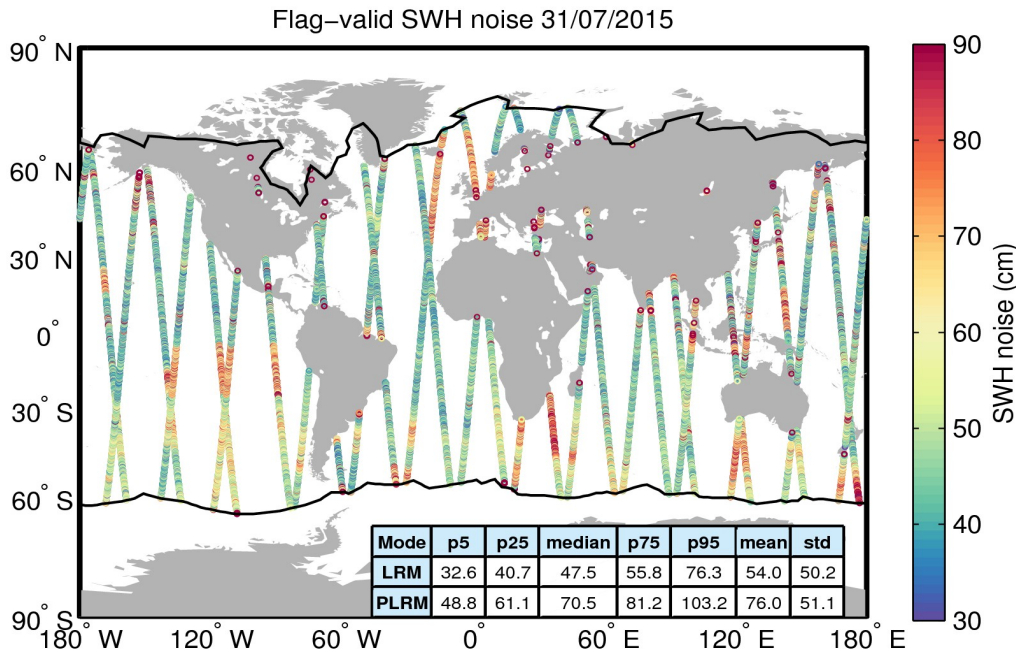 Flag−valid SWH noise 31/07/2015
90° N
60° N
30° N
0°
30° S
60° S
90° S
180° W
120° W
60° W
0°
60° E
120° E
180° E
Mode p5 p25 median p75 p95 mean std
LRM 32.6 40.7 47.5 55.8 76.3 54.0 50.2
PLRM 48.8 61.1 70.5 81.2 103.2 76.0 51.1
90
80
70
60
50
40
30
SWH noise (cm)